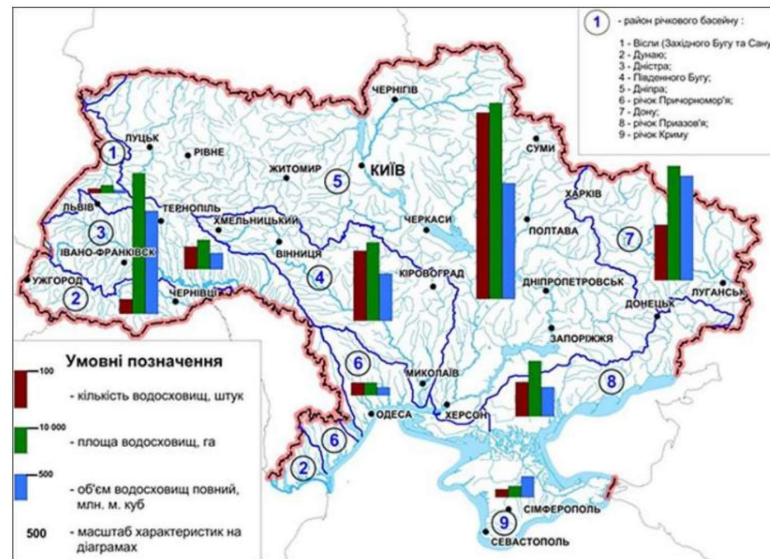 1 - район річкового басейну :
1 - Вісли (Західного Бугу та Сану
2 - Дунаю;
3 - Дністра;
4 - Південного Бугу;
5 - Дніпра;
6 - річок Причорномор'я;
7 - Дону;
8 - річок Приазов'я;
9 - річок Криму
ЧЕРНІГІВ
ЛУЦЬК
РІВНЕ
СУМИ
1
ЖИТОМИР
КИЇВ
5
ХАРКІВ
ЛЬВІВ
ТЕРНОПІЛЬ
ХМЕЛЬНИЦЬКИЙ
ЧЕРКАСИ
ПОЛТАВА
3
7
ІВАНО-ФРАНКІВСК
ВІННИЦЯ
4
КІРОВОГРАД
УЖГОРОД
ДНІПРОПЕТРОВСЬК
ЛУГАНСЬК
2
ЧЕРНІВЦІ
ДОНЕЦЬК
ЗАПОРІЖЖЯ
6
МИКОЛАЇВ
8
ОДЕСА
ХЕРСОН
6
2
СІМФЕРОПОЛЬ
9
СЕВАСТОПОЛЬ
Умовні позначення
100
- кількість водосховищ, штук
10 000
- площа водосховищ, га
500
- об'єм водосховищ повний,
млн. м. куб
500 - масштаб характеристик на
діаграмах